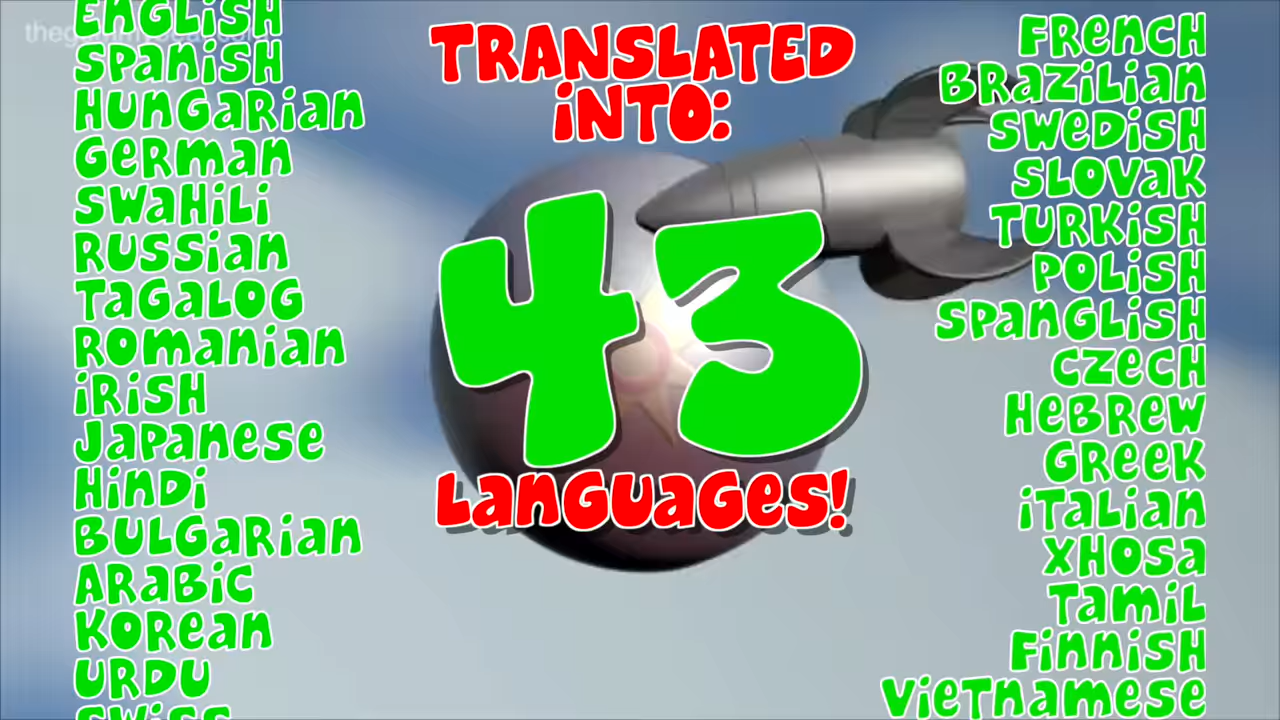 ENGLISH
SPANISH
HUNGARIAN
GERMAN
SWAHILI
RUSSIAN
TAGALOG
ROMANIAN
IRISH
JAPANESE
HINDI
BULGARIAN
ARABIC
KOREAN
URDU
SWISS
TRANSLATED
INTO:
43
LANGUAGES!
FRENCH
BRAZILIAN
SWEDISH
SLOVAK
TURKISH
POLISH
SPANGLISH
CZECH
HEBREW
GREEK
ITALIAN
XHOSA
TAMIL
FINNISH
VIETNAMESE